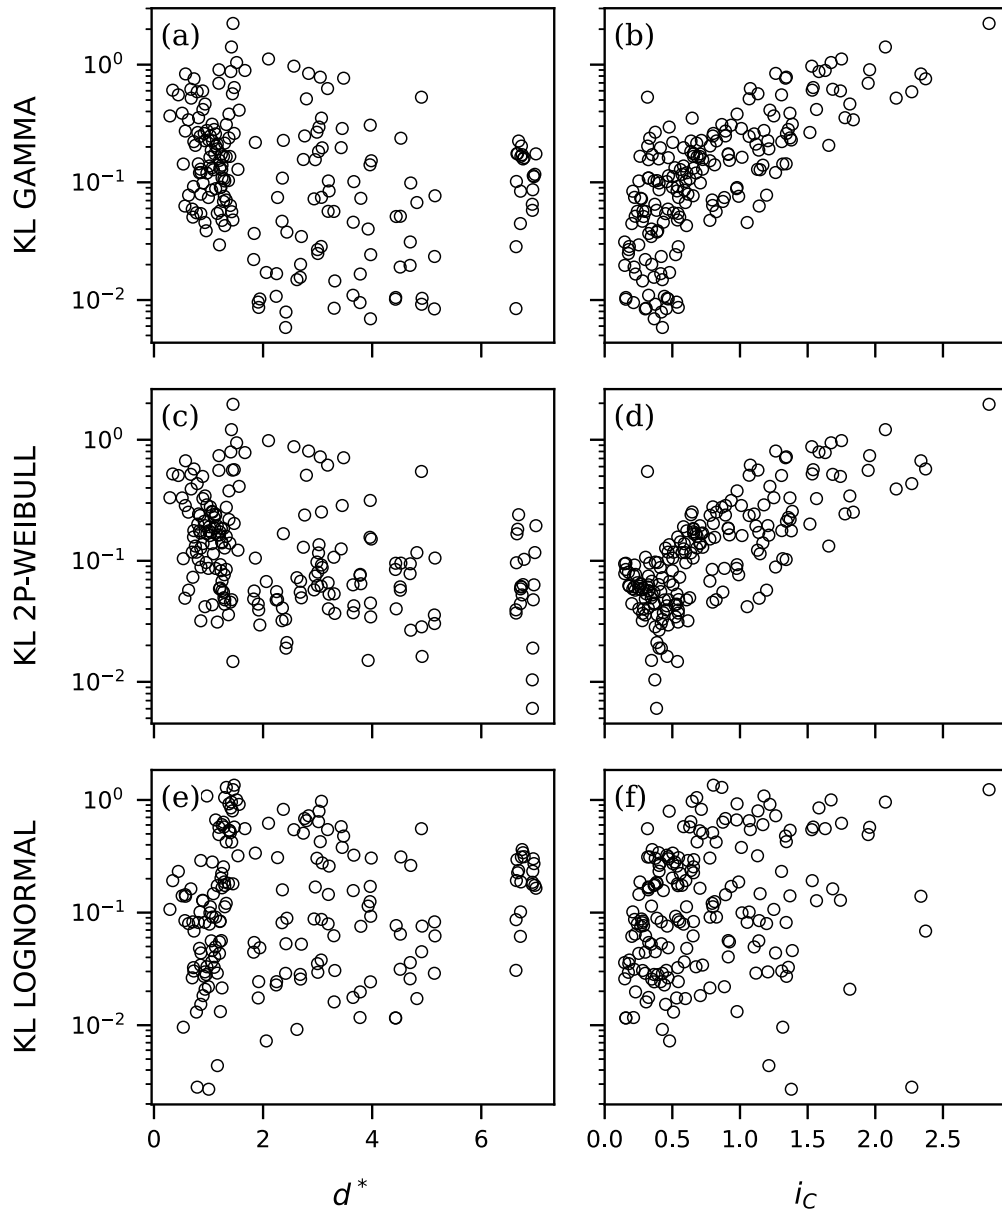 (a)
(b)
KL GAMMA
10^0
10^-1
10^-2
(c)
(d)
KL 2P-WEIBULL
10^0
10^-1
10^-2
(e)
(f)
KL LOGNORMAL
10^0
10^-1
10^-2
0 2 4 6
0.0 0.5 1.0 1.5 2.0 2.5
d*
i_C